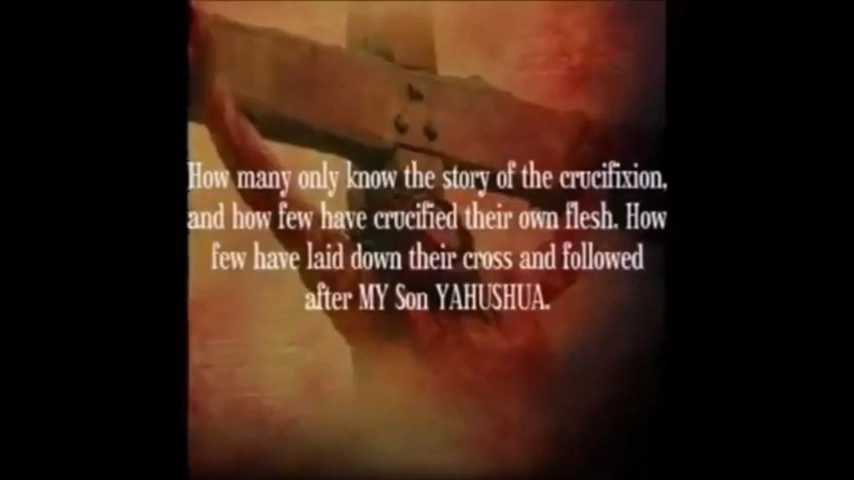 How many only know the story of the crucifixion,
and how few have crucified their own flesh. How
few have laid down their cross and followed
after MY Son YAHUSHUA.